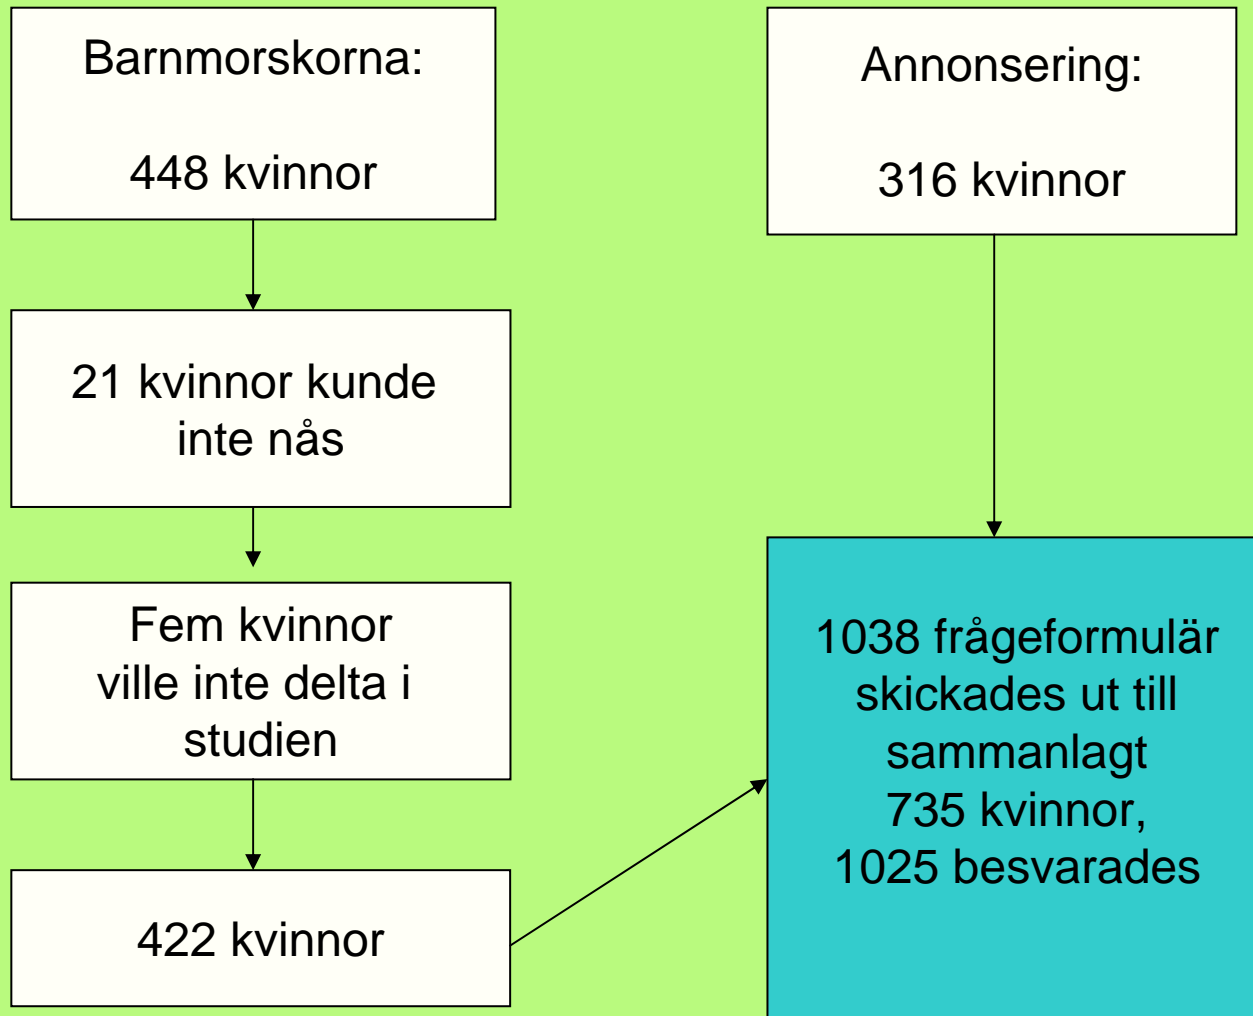 Barnmorskorna:
448 kvinnor
21 kvinnor kunde
inte nås
Fem kvinnor
ville inte delta i
studien
422 kvinnor
Annonsering:
316 kvinnor
1038 frågeformulär
skickades ut till
sammanlagt
735 kvinnor,
1025 besvarades